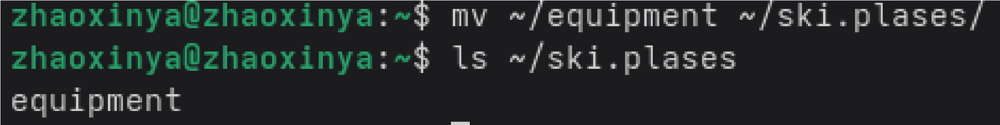 zhaoxinya@zhaoxinya:~$ mv ~/equipment ~/ski.plases/
zhaoxinya@zhaoxinya:~$ ls ~/ski.plases
equipment